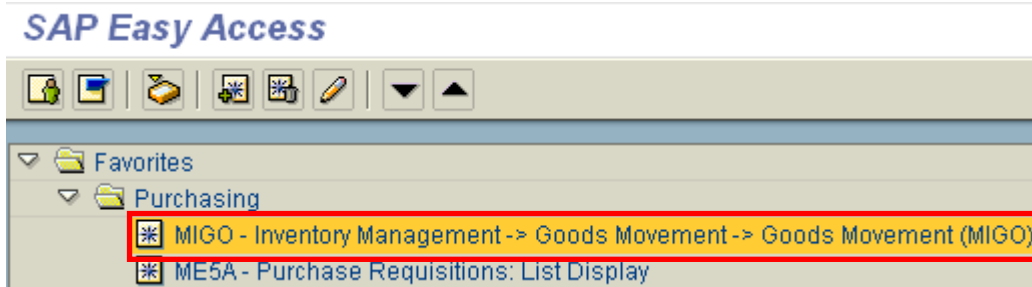 SAP Easy Access
Favorites
Purchasing
MIGO - Inventory Management -> Goods Movement -> Goods Movement (MIGO)
ME5A - Purchase Requisitions: List Display